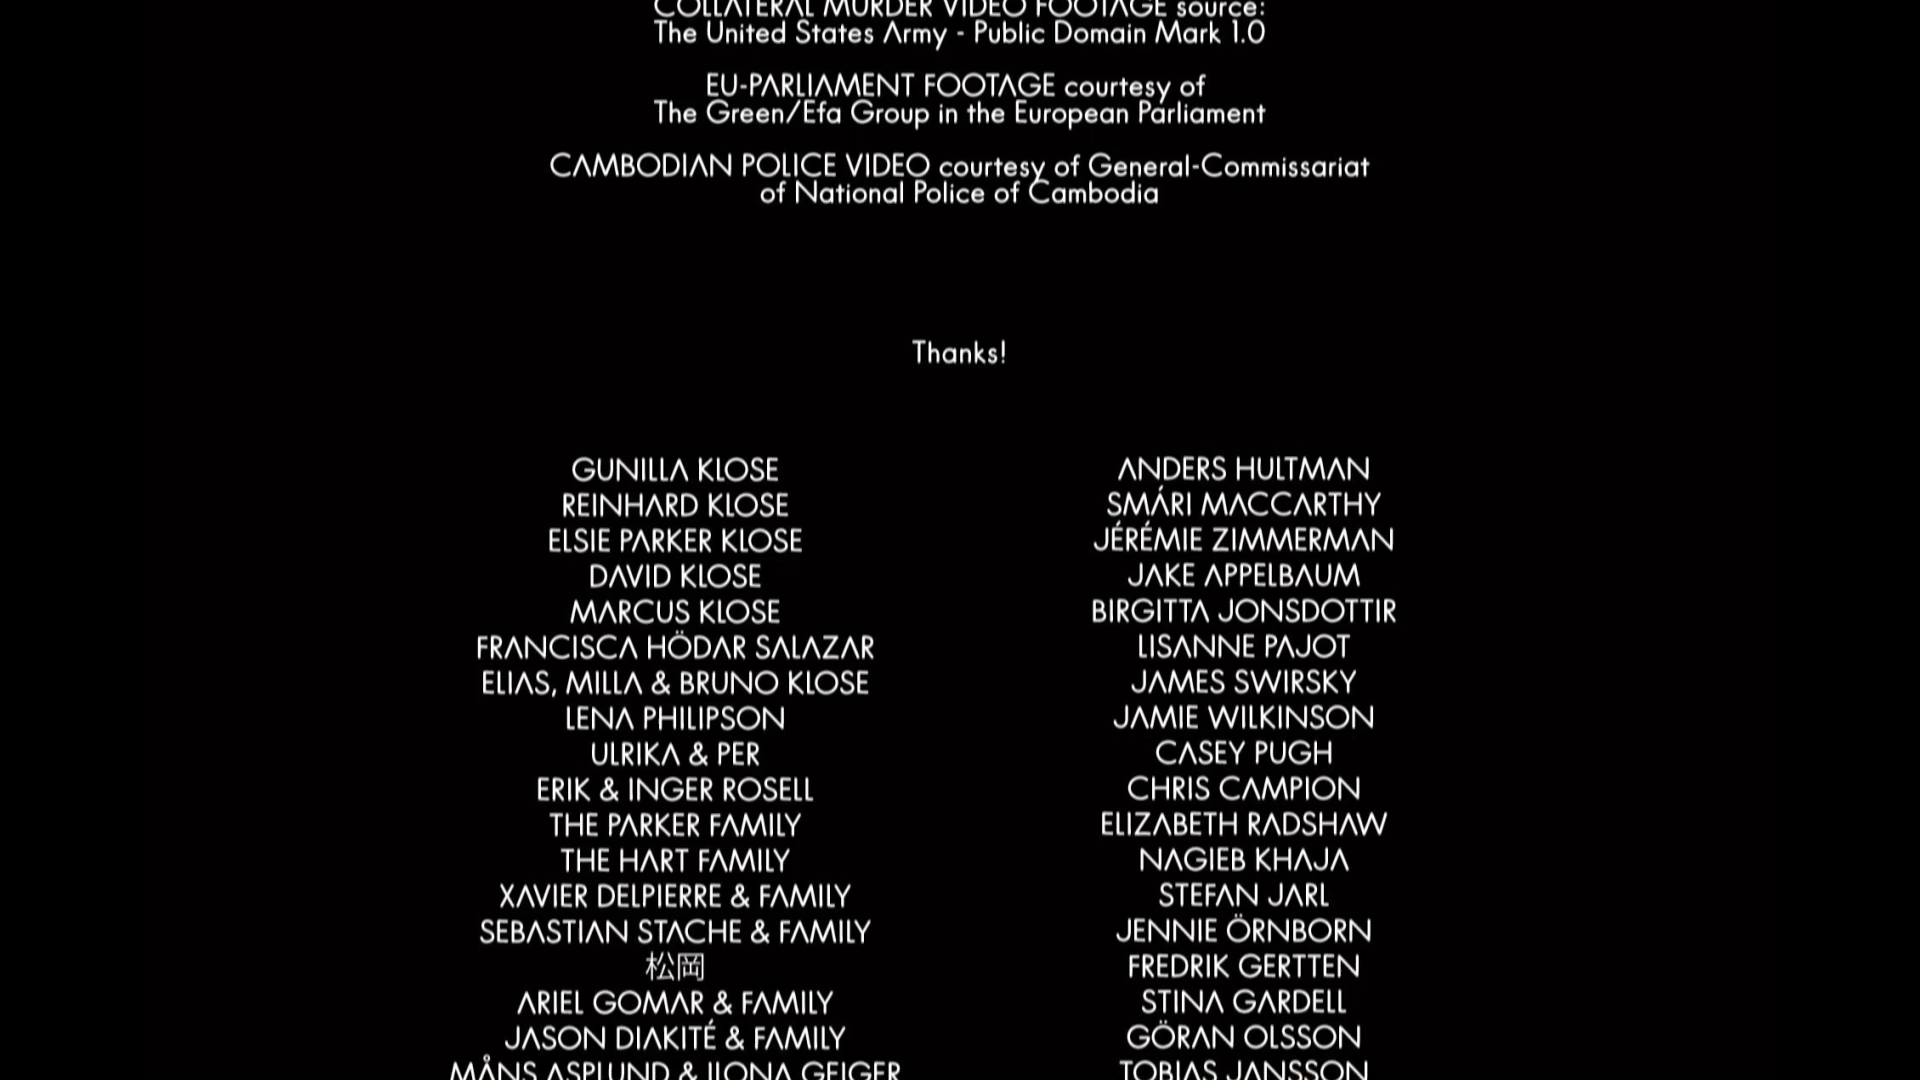 COLLATERAL MURDER VIDEO FOOTAGE source:
The United States Army - Public Domain Mark 1.0
EU-PARLIAMENT FOOTAGE courtesy of
The Green/Efa Group in the European Parliament
CAMBODIAN POLICE VIDEO courtesy of General-Commissariat
of National Police of Cambodia
Thanks!
GUNILLA KLOSE
REINHARD KLOSE
ELSIE PARKER KLOSE
DAVID KLOSE
MARCUS KLOSE
FRANCISCA HÖDAR SALAZAR
ELIAS, MILLA & BRUNO KLOSE
LENA PHILIPSON
ULRIKA & PER
ERIK & INGER ROSELL
THE PARKER FAMILY
THE HART FAMILY
XAVIER DELPIERRE & FAMILY
SEBASTIAN STACHE & FAMILY
松岡
ARIEL GOMAR & FAMILY
JASON DIAKITÉ & FAMILY
MÅNS ASPLUND & ILONA GEIGER
ANDERS HULTMAN
SMÁRI MACCARTHY
JÉRÉMIE ZIMMERMAN
JAKE APPELBAUM
BIRGITTA JONSDOTTIR
LISANNE PAJOT
JAMES SWIRSKY
JAMIE WILKINSON
CASEY PUGH
CHRIS CAMPION
ELIZABETH RADSHAW
NAGIEB KHAJA
STEFAN JARL
JENNIE ÖRNBORN
FREDRIK GERTTEN
STINA GARDELL
GÖRAN OLSSON
TOBIAS JANSSON